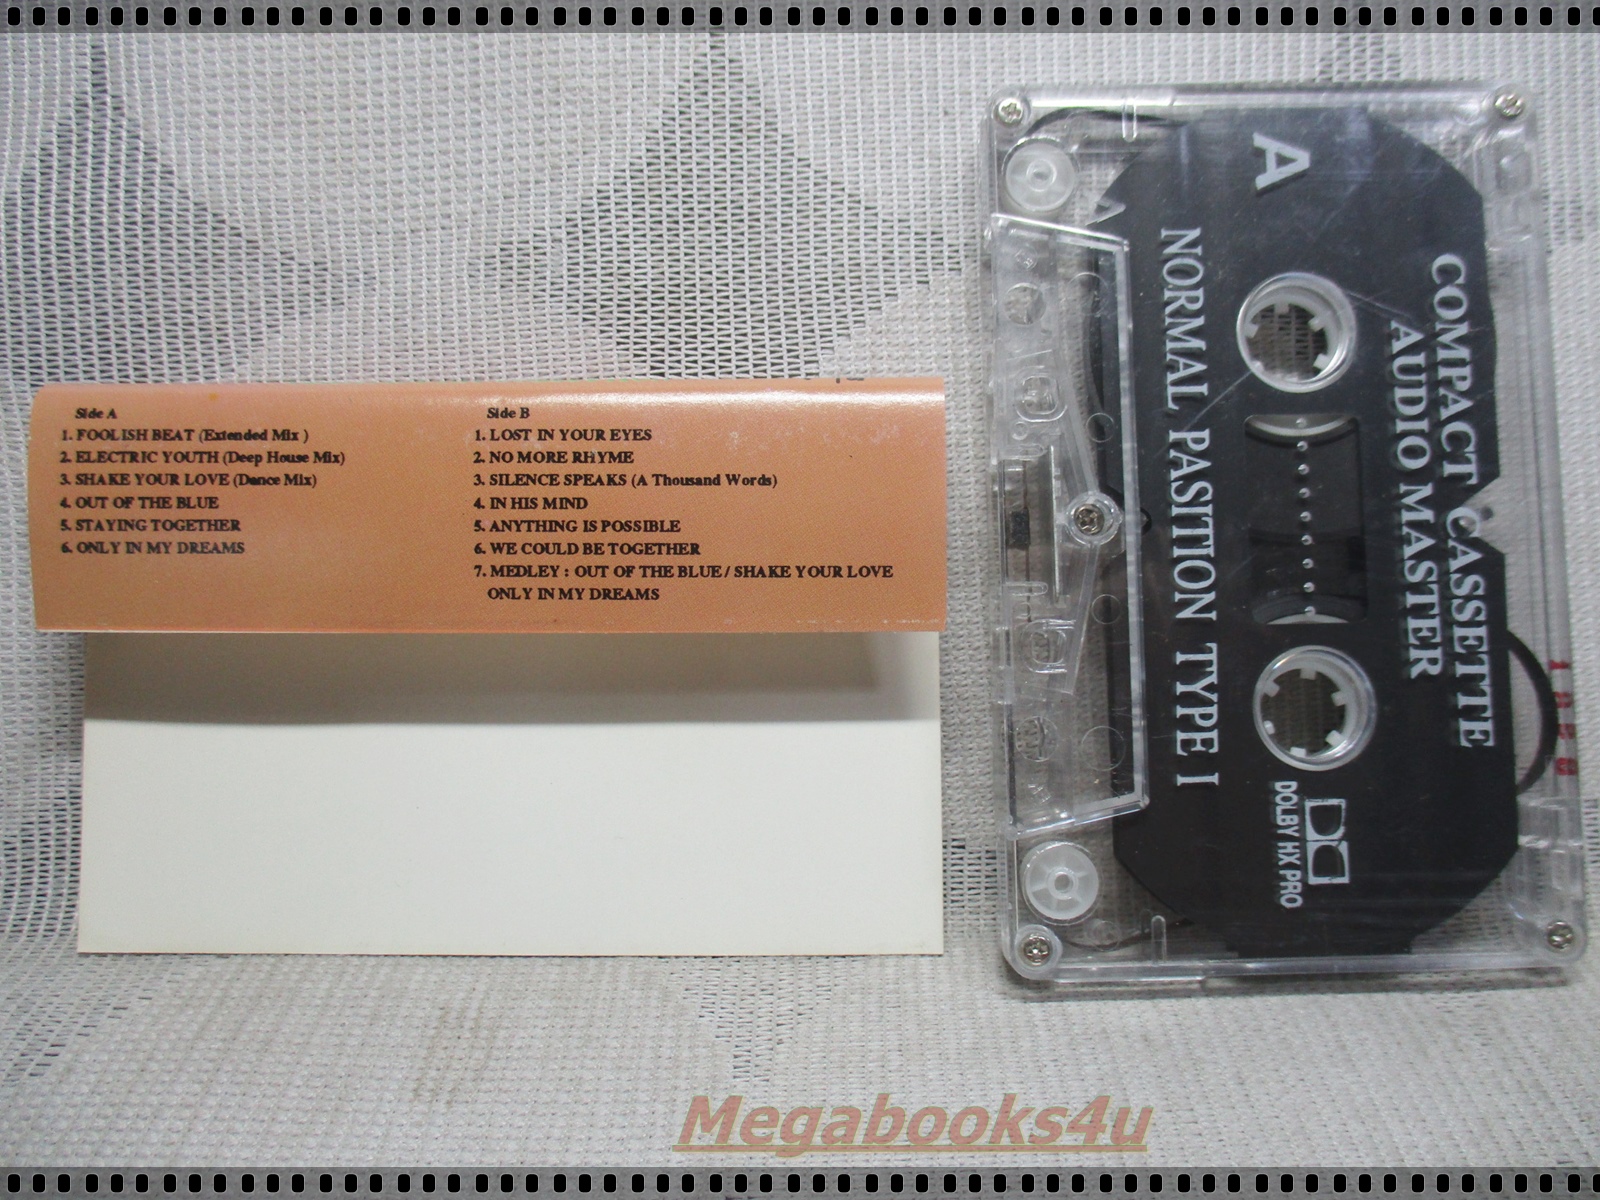 Side A
1. FOOLISH BEAT (Extended Mix )
2. ELECTRIC YOUTH (Deep House Mix)
3. SHAKE YOUR LOVE (Dance Mix)
4. OUT OF THE BLUE
5. STAYING TOGETHER
6. ONLY IN MY DREAMS
Side B
1. LOST IN YOUR EYES
2. NO MORE RHYME
3. SILENCE SPEAKS (A Thousand Words)
4. IN HIS MIND
5. ANYTHING IS POSSIBLE
6. WE COULD BE TOGETHER
7. MEDLEY : OUT OF THE BLUE / SHAKE YOUR LOVE
ONLY IN MY DREAMS
COMPACT CASSETTE
AUDIO MASTER
A
DOLBY HX PRO
NORMAL PASITION TYPE I
Megabooks4u